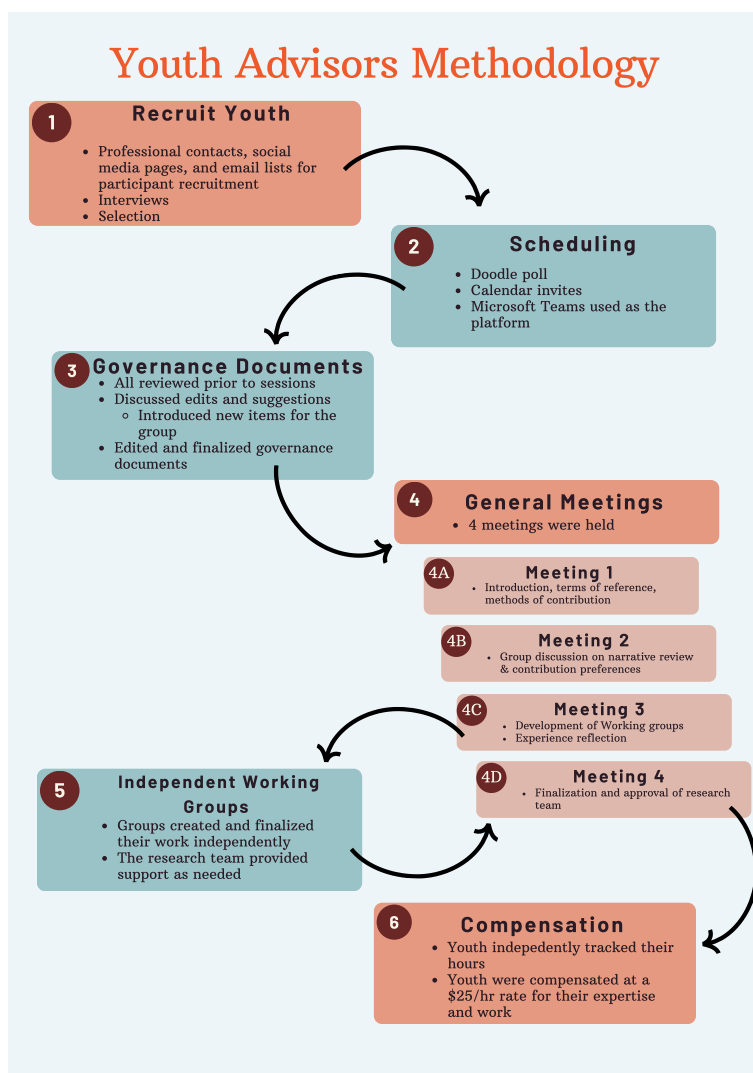 Youth Advisors Methodology
1
Recruit Youth
• Professional contacts, social
media pages, and email lists for
participant recruitment
• Interviews
• Selection
2
Scheduling
• Doodle poll
• Calendar invites
• Microsoft Teams used as the
platform
3
Governance Documents
• All reviewed prior to sessions
• Discussed edits and suggestions
◦ Introduced new items for the
group
• Edited and finalized governance
documents
4
General Meetings
• 4 meetings were held
4A
Meeting 1
• Introduction, terms of reference,
methods of contribution
4B
Meeting 2
• Group discussion on narrative review
& contribution preferences
4C
Meeting 3
• Development of Working groups
• Experience reflection
4D
Meeting 4
• Finalization and approval of research
team
5
Independent Working
Groups
• Groups created and finalized
their work independently
• The research team provided
support as needed
6
Compensation
• Youth indepedently tracked their
hours
• Youth were compensated at a
$25/hr rate for their expertise
and work